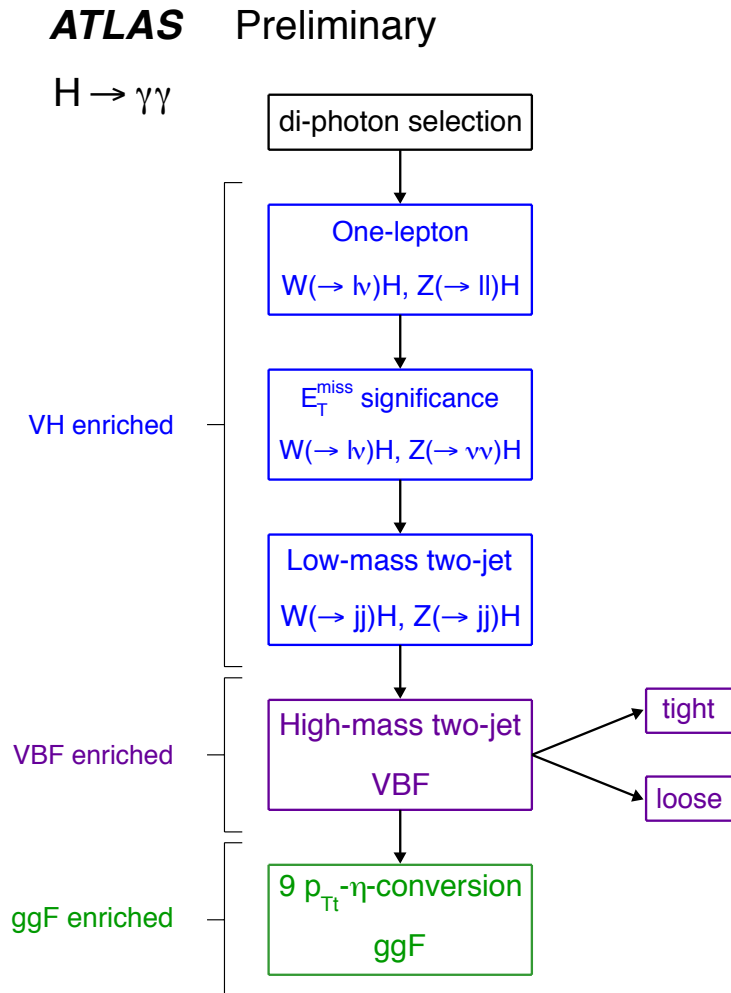 ATLAS Preliminary
H → γγ
di-photon selection
One-lepton
W(→ lν)H, Z(→ ll)H
E_T^miss significance
W(→ lν)H, Z(→ νν)H
VH enriched
Low-mass two-jet
W(→ jj)H, Z(→ jj)H
High-mass two-jet
VBF
VBF enriched
tight
loose
9 p_Tt-η-conversion
ggF
ggF enriched